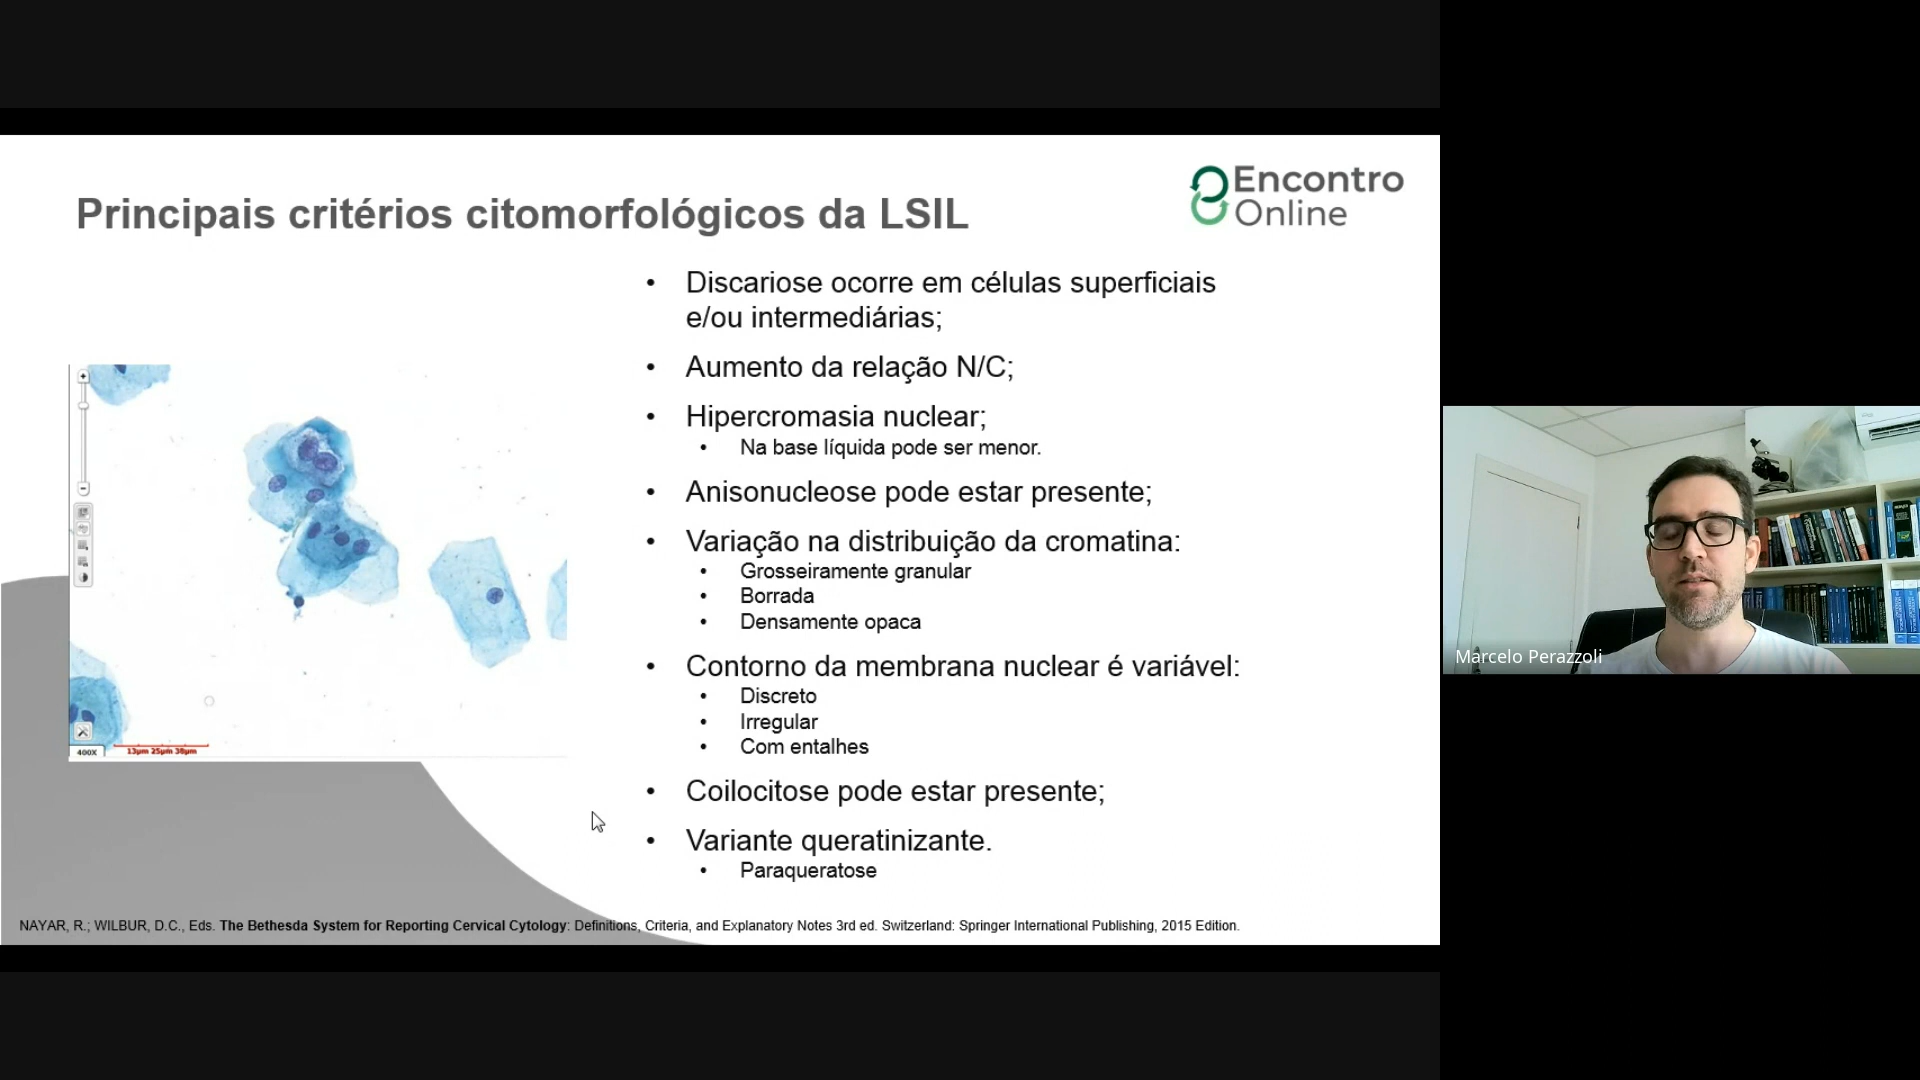 Encontro
Online
Principais critérios citomorfológicos da LSIL
• Discariose ocorre em células superficiais
e/ou intermediárias;
• Aumento da relação N/C;
• Hipercromasia nuclear;
• Na base líquida pode ser menor.
• Anisonucleose pode estar presente;
• Variação na distribuição da cromatina:
• Grosseiramente granular
• Borrada
• Densamente opaca
• Contorno da membrana nuclear é variável:
• Discreto
• Irregular
• Com entalhes
• Coilocitose pode estar presente;
• Variante queratinizante.
• Paraqueratose
400X
13µm 25µm 38µm
NAYAR, R.; WILBUR, D.C., Eds. The Bethesda System for Reporting Cervical Cytology: Definitions, Criteria, and Explanatory Notes 3rd ed. Switzerland: Springer International Publishing, 2015 Edition.
Marcelo Perazzoli